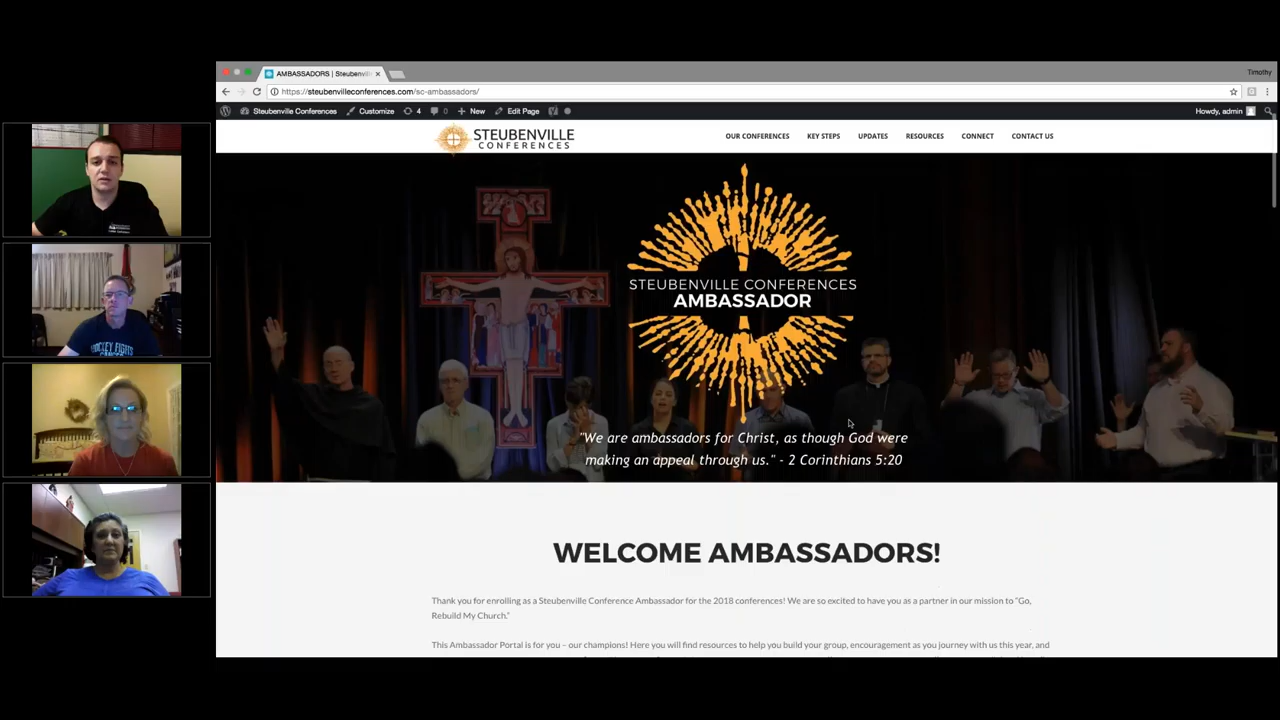 AMBASSADORS | Steubenvill
Timothy
https://steubenvilleconferences.com/sc-ambassadors/
Steubenville Conferences Customize 4 0 New Edit Page Howdy, admin
STEUBENVILLE
CONFERENCES
OUR CONFERENCES KEY STEPS UPDATES RESOURCES CONNECT CONTACT US
STEUBENVILLE CONFERENCES
AMBASSADOR
"We are ambassadors for Christ, as though God were
making an appeal through us." - 2 Corinthians 5:20
WELCOME AMBASSADORS!
Thank you for enrolling as a Steubenville Conference Ambassador for the 2018 conferences! We are so excited to have you as a partner in our mission to "Go,
Rebuild My Church."
This Ambassador Portal is for you – our champions! Here you will find resources to help you build your group, encouragement as you journey with us this year, and
HOCKEY FIGHTS
CANCER